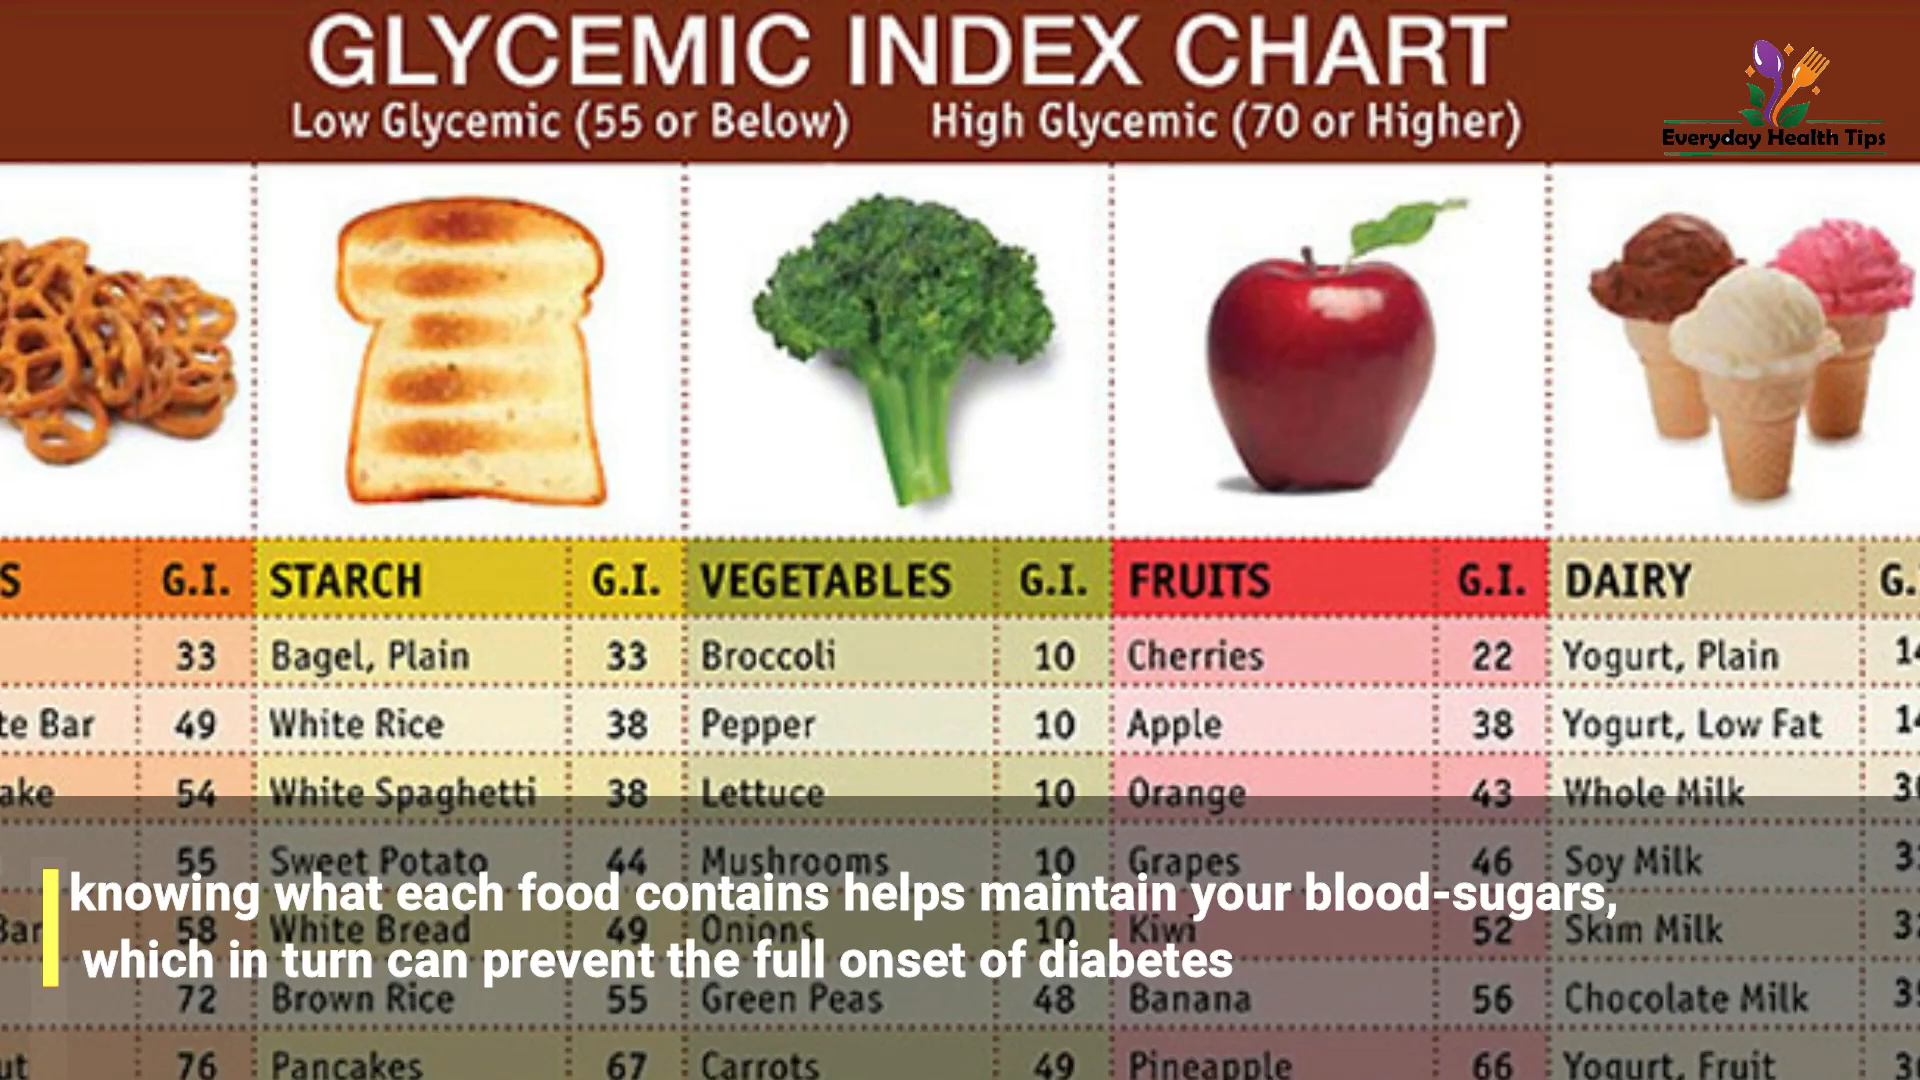 GLYCEMIC INDEX CHART
Low Glycemic (55 or Below) High Glycemic (70 or Higher)
Everyday Health Tips
G.I. STARCH G.I. VEGETABLES G.I. FRUITS G.I. DAIRY
33 Bagel, Plain 33 Broccoli 10 Cherries 22 Yogurt, Plain
Bar 49 White Rice 38 Pepper 10 Apple 38 Yogurt, Low Fat
54 White Spaghetti 38 Lettuce 10 Orange 43 Whole Milk
55 Sweet Potato 44 Mushrooms 10 Grapes 46 Soy Milk
knowing what each food contains helps maintain your blood-sugars,
Bar 58 White Bread 49 Onions 10 Kiwi 52 Skim Milk
which in turn can prevent the full onset of diabetes
72 Brown Rice 55 Green Peas 48 Banana 56 Chocolate Milk
76 Pancakes 67 Carrots 49 Pineapple 66 Yogurt, Fruit